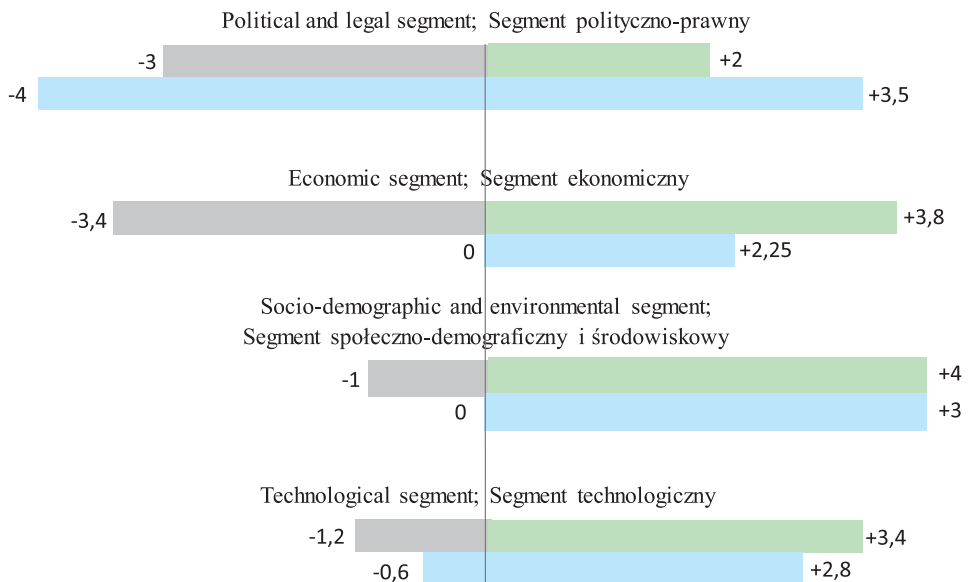 Political and legal segment; Segment polityczno-prawny
-3 +2
-4 +3,5
Economic segment; Segment ekonomiczny
-3,4 +3,8
0 +2,25
Socio-demographic and environmental segment;
Segment społeczno-demograficzny i środowiskowy
-1 +4
0 +3
Technological segment; Segment technologiczny
-1,2 +3,4
-0,6 +2,8